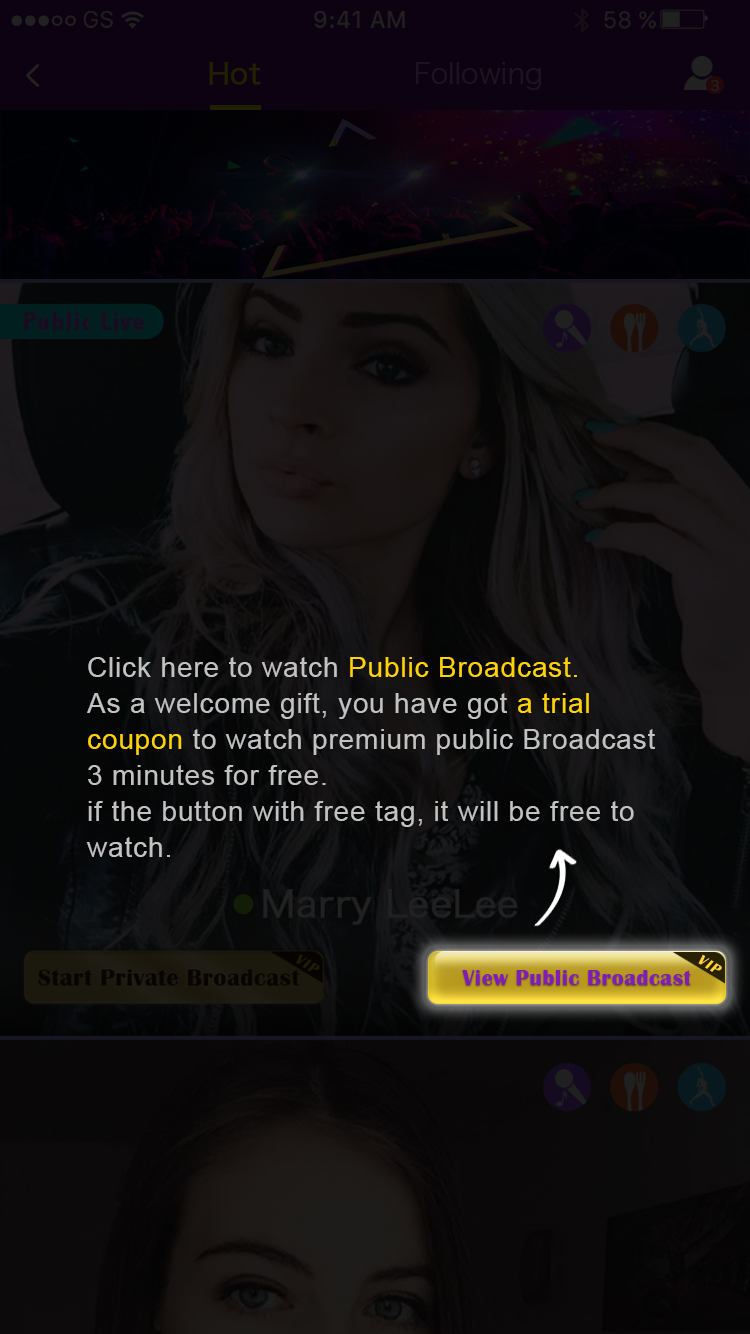 GS 9:41 AM 58 %
Hot Following
3
Public Live
Click here to watch Public Broadcast.
As a welcome gift, you have got a trial
coupon to watch premium public Broadcast
3 minutes for free.
if the button with free tag, it will be free to
watch.
Marry LeeLee
Start Private Broadcast VIP
View Public Broadcast VIP